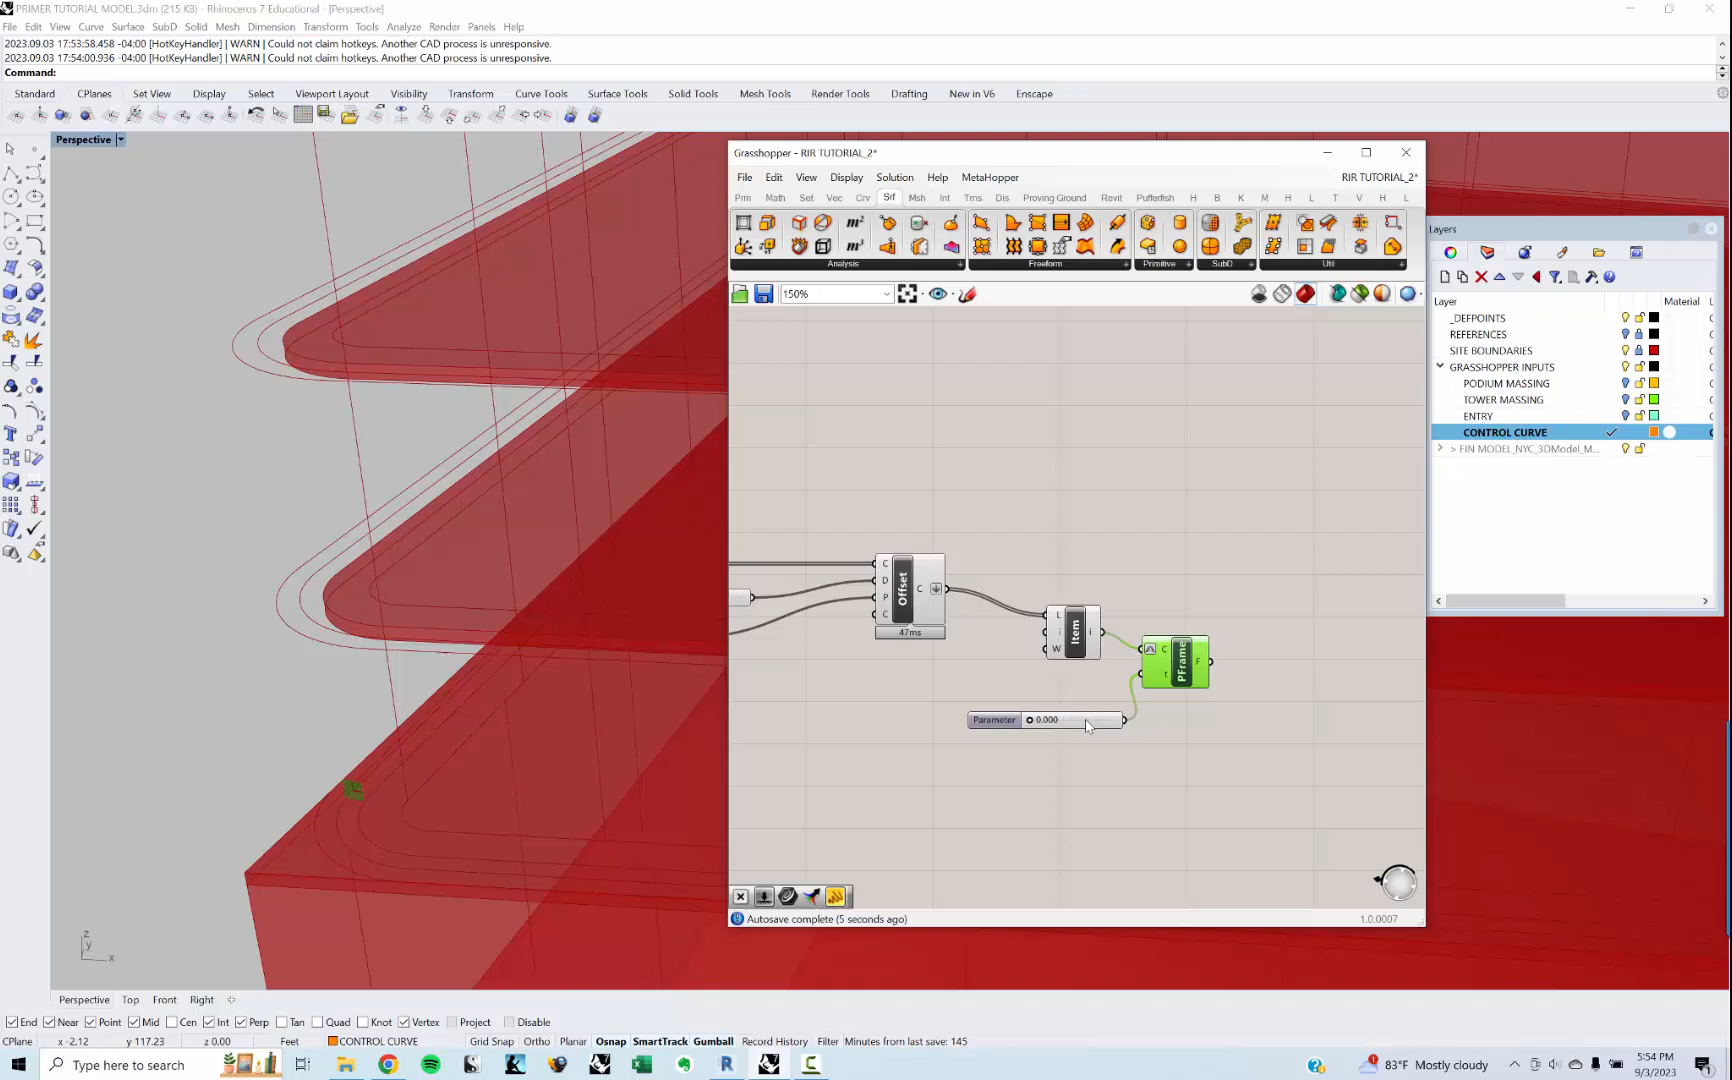 PRIMER TUTORIAL MODEL.3dm (215 KB) - Rhinoceros 7 Educational - [Perspective]
File Edit View Curve Surface SubD Solid Mesh Dimension Transform Tools Analyze Render Panels Help
2023.09.03 17:53:58.458 -04:00 [HotKeyHandler] | WARN | Could not claim hotkeys. Another CAD process is unresponsive.
2023.09.03 17:54:00.936 -04:00 [HotKeyHandler] | WARN | Could not claim hotkeys. Another CAD process is unresponsive.
Command:
Standard CPlanes Set View Display Select Viewport Layout Visibility Transform Curve Tools Surface Tools Solid Tools Mesh Tools Render Tools Drafting New in V6 Enscape
Perspective
Grasshopper - RIR TUTORIAL_2*
File Edit View Display Solution Help MetaHopper RIR TUTORIAL_2*
Prm Math Set Vec Crv Srf Msh Int Trns Dis Proving Ground Revit Pufferfish H B K M H L T V H L
m²
m³
Analysis Freeform Primitive SubD Util
150%
Layers
Layer Material
_DEFPOINTS
REFERENCES
SITE BOUNDARIES
GRASSHOPPER INPUTS
PODIUM MASSING
TOWER MASSING
ENTRY
CONTROL CURVE
> FIN MODEL_NYC_3DModel_M...
C D P C Offset C
47ms
L i W Item i
C t PFrame F
Parameter 0.000
Autosave complete (5 seconds ago) 1.0.0007
z
y
x
Perspective Top Front Right
End Near Point Mid Cen Int Perp Tan Quad Knot Vertex Project Disable
CPlane x -2.12 y 117.23 z 0.00 Feet CONTROL CURVE Grid Snap Ortho Planar Osnap SmartTrack Gumball Record History Filter Minutes from last save: 145
Type here to search 83°F Mostly cloudy 5:54 PM
9/3/2023